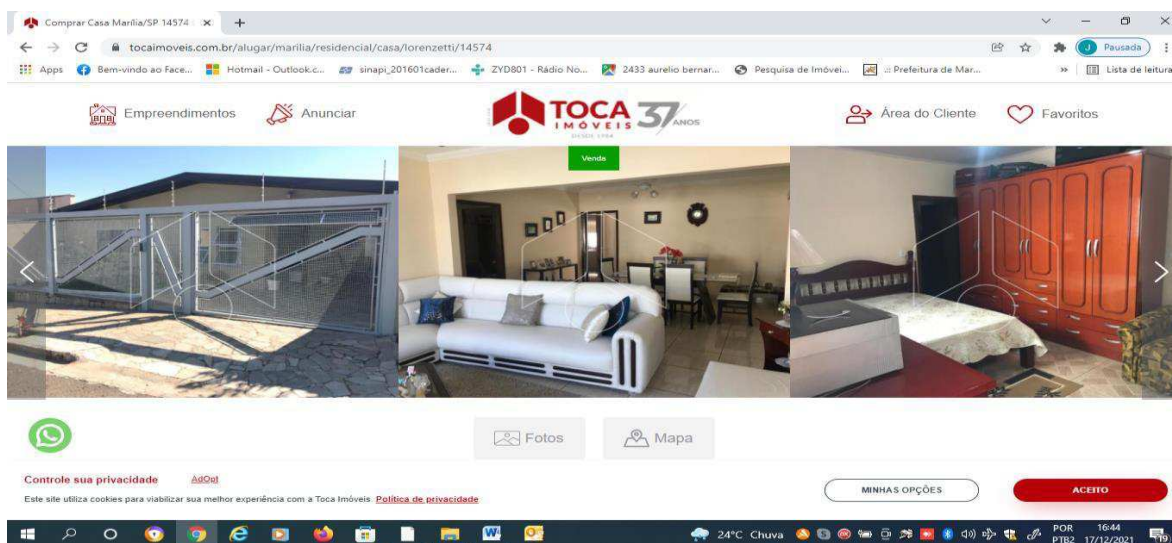 Comprar Casa Marília/SP 14574
tocaimoveis.com.br/alugar/marilia/residencial/casa/lorenzetti/14574
J Pausada
Apps Bem-vindo ao Face... Hotmail - Outlook.c... sinapi_201601cader... ZYD801 - Rádio No... 2433 aurelio bernar... Pesquisa de Imóvei... Prefeitura de Mar... » Lista de leitura
Empreendimentos Anunciar
TOCA
IMÓVEIS
37 ANOS
Área do Cliente Favoritos
Venda
Fotos Mapa
Controle sua privacidade AdOpt
Este site utiliza cookies para viabilizar sua melhor experiência com a Toca Imóveis. Política de privacidade
MINHAS OPÇÕES ACEITO
24°C Chuva
POR 16:44
PTB2 17/12/2021